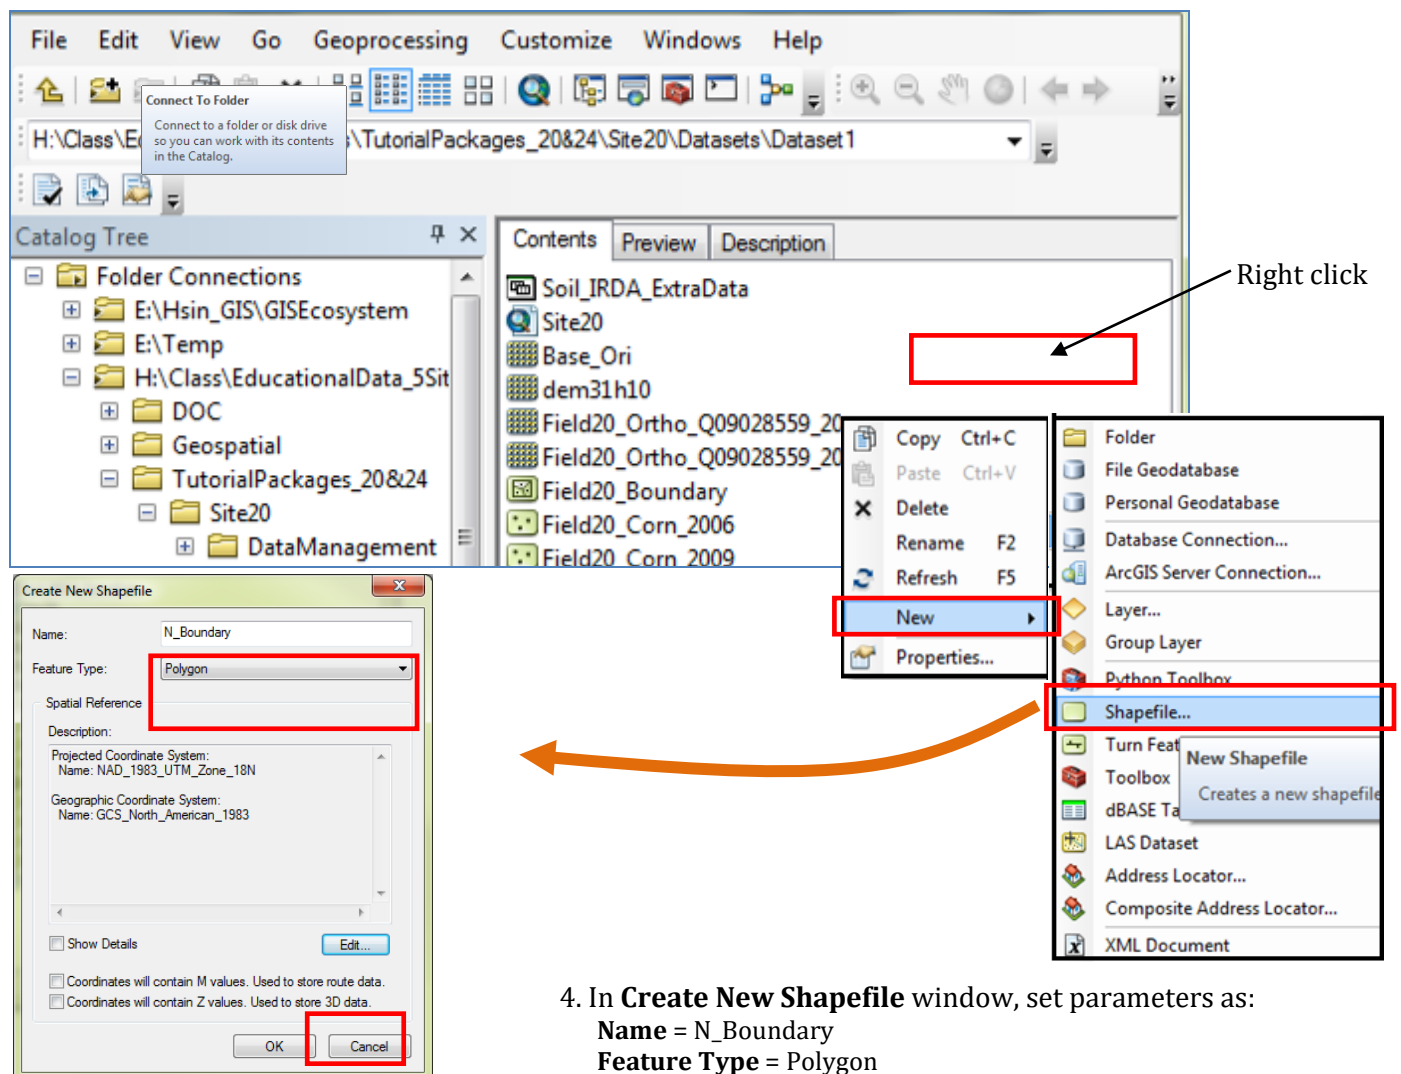 File Edit View Go Geoprocessing Customize Windows Help
Connect To Folder
Connect to a folder or disk drive
so you can work with its contents
in the Catalog.
H:\Class\Ed \TutorialPackages_20&24\Site20\Datasets\Dataset1
Catalog Tree
Folder Connections
E:\Hsin_GIS\GISEcosystem
E:\Temp
H:\Class\EducationalData_5Sit
DOC
Geospatial
TutorialPackages_20&24
Site20
DataManagement
Contents Preview Description
Soil_IRDA_ExtraData
Site20
Base_Ori
dem31h10
Field20_Ortho_Q09028559_20
Field20_Ortho_Q09028559_20
Field20_Boundary
Field20_Corn_2006
Field20_Corn_2009
Right click
Copy Ctrl+C
Paste Ctrl+V
Delete
Rename F2
Refresh F5
New
Properties...
Folder
File Geodatabase
Personal Geodatabase
Database Connection...
ArcGIS Server Connection...
Layer...
Group Layer
Python Toolbox
Shapefile...
Turn Feat
New Shapefile
Toolbox
Creates a new shapefile
dBASE Ta
LAS Dataset
Address Locator...
Composite Address Locator...
XML Document
Create New Shapefile
Name: N_Boundary
Feature Type: Polygon
Spatial Reference
Description:
Projected Coordinate System:
Name: NAD_1983_UTM_Zone_18N
Geographic Coordinate System:
Name: GCS_North_American_1983
Show Details Edit...
Coordinates will contain M values. Used to store route data.
Coordinates will contain Z values. Used to store 3D data.
OK Cancel
4. In Create New Shapefile window, set parameters as:
Name = N_Boundary
Feature Type = Polygon